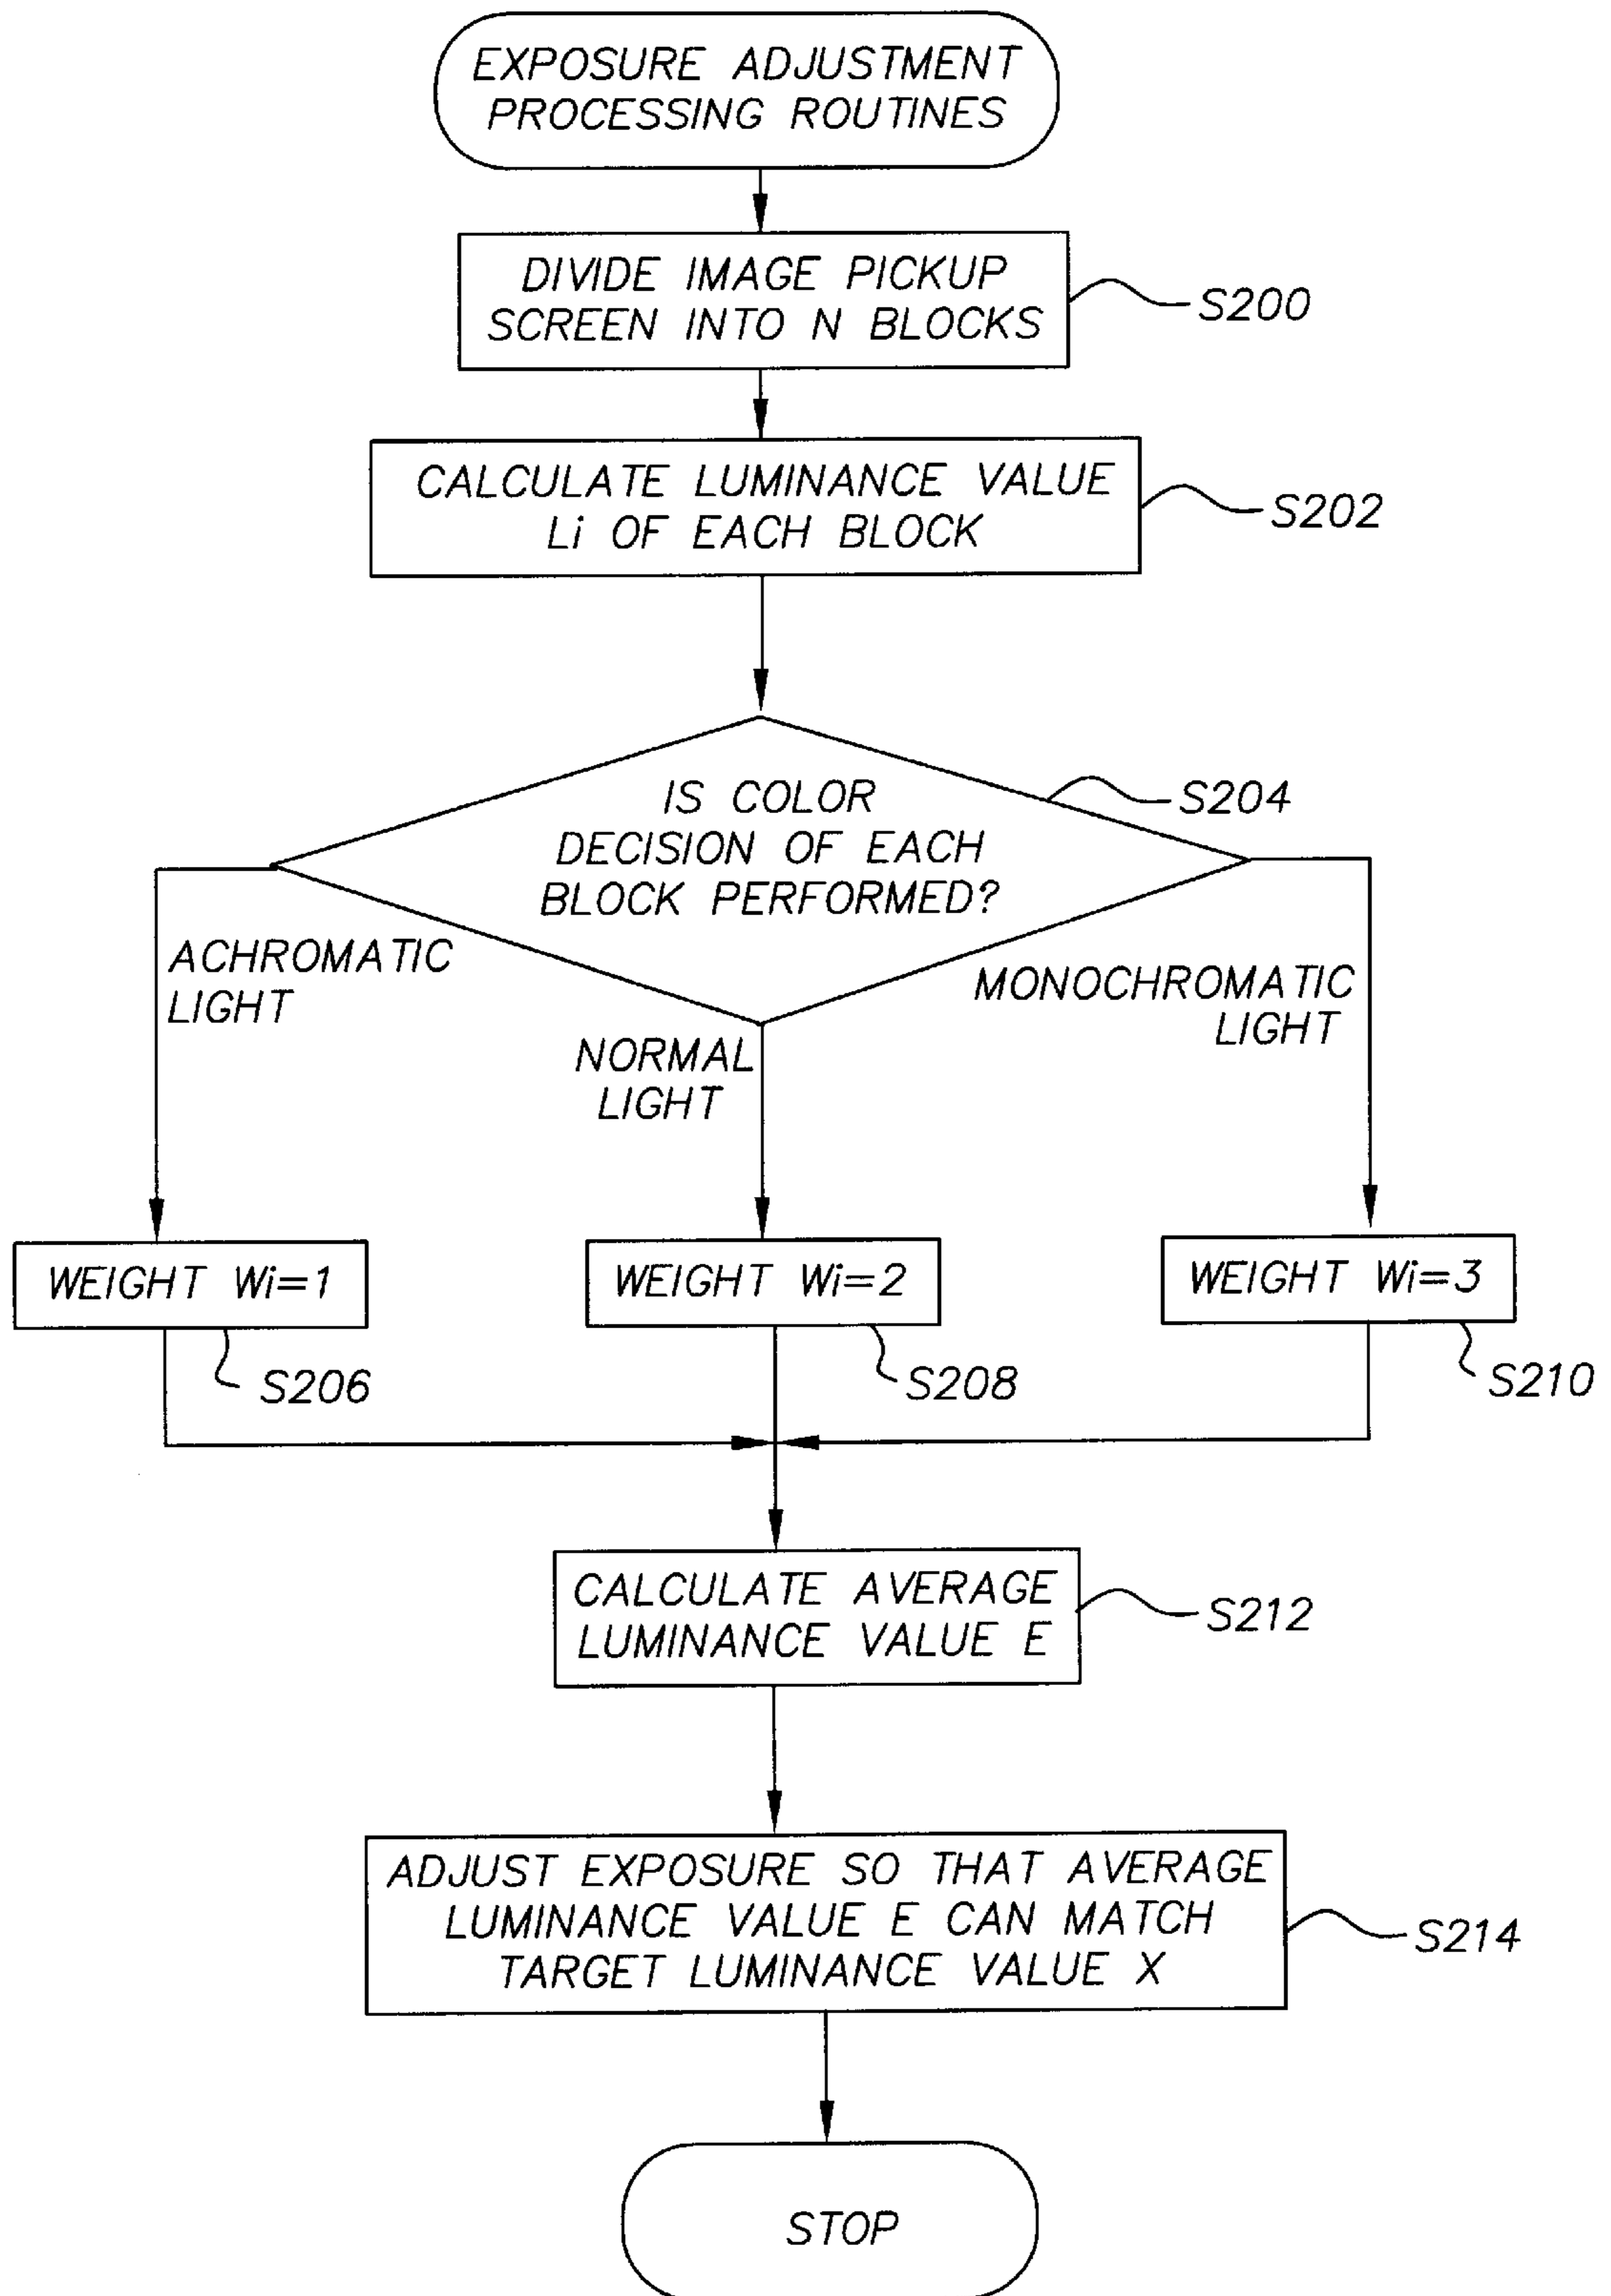 EXPOSURE ADJUSTMENT
PROCESSING ROUTINES
DIVIDE IMAGE PICKUP
SCREEN INTO N BLOCKS
S200
CALCULATE LUMINANCE VALUE
Li OF EACH BLOCK
S202
IS COLOR
DECISION OF EACH
BLOCK PERFORMED?
S204
ACHROMATIC
LIGHT
NORMAL
LIGHT
MONOCHROMATIC
LIGHT
WEIGHT Wi=1
S206
WEIGHT Wi=2
S208
WEIGHT Wi=3
S210
CALCULATE AVERAGE
LUMINANCE VALUE E
S212
ADJUST EXPOSURE SO THAT AVERAGE
LUMINANCE VALUE E CAN MATCH
TARGET LUMINANCE VALUE X
S214
STOP